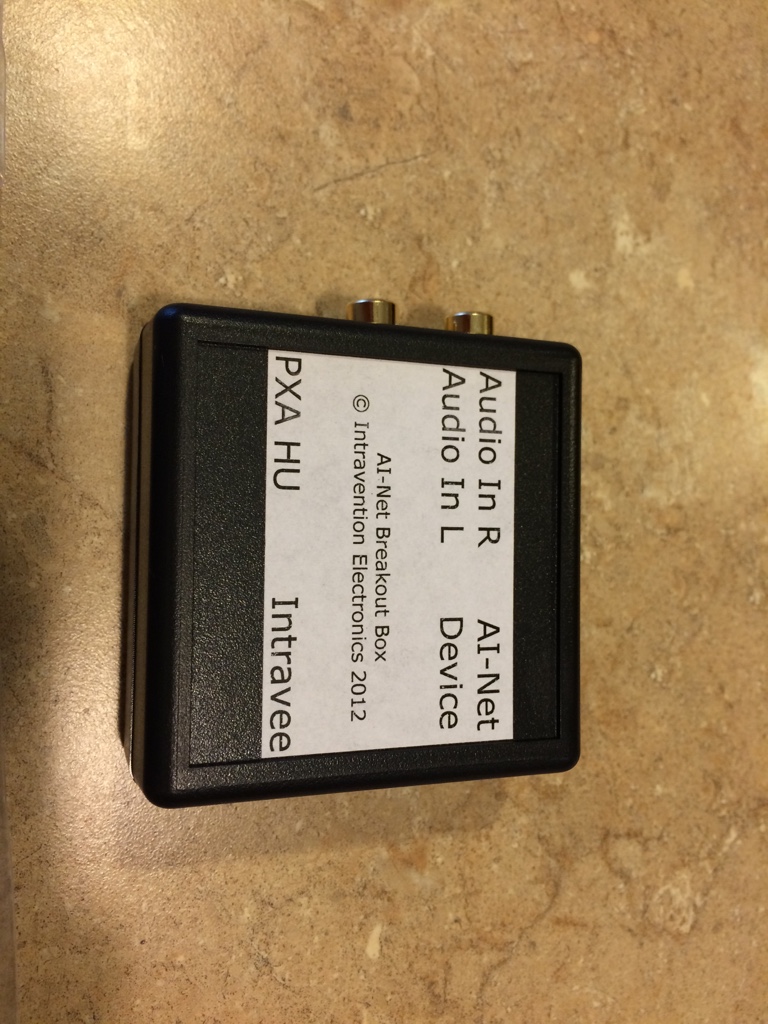 Audio In R AI-Net
Audio In L Device
AI-Net Breakout Box
© Intravention Electronics 2012
PXA HU Intravee